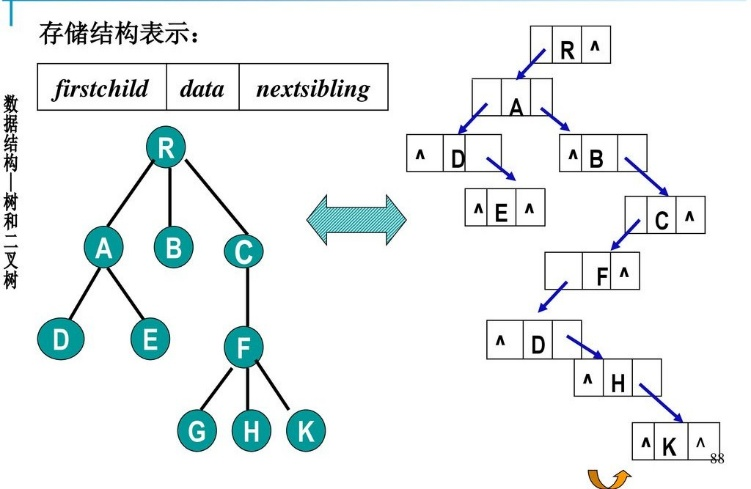 存储结构表示：
firstchild data nextsibling
数据结构—树和二叉树
R
A B C
D E F
G H K
R ^
A
^ D ^ B
^ E ^ C ^
F ^
^ D
^ H
^ K ^
88